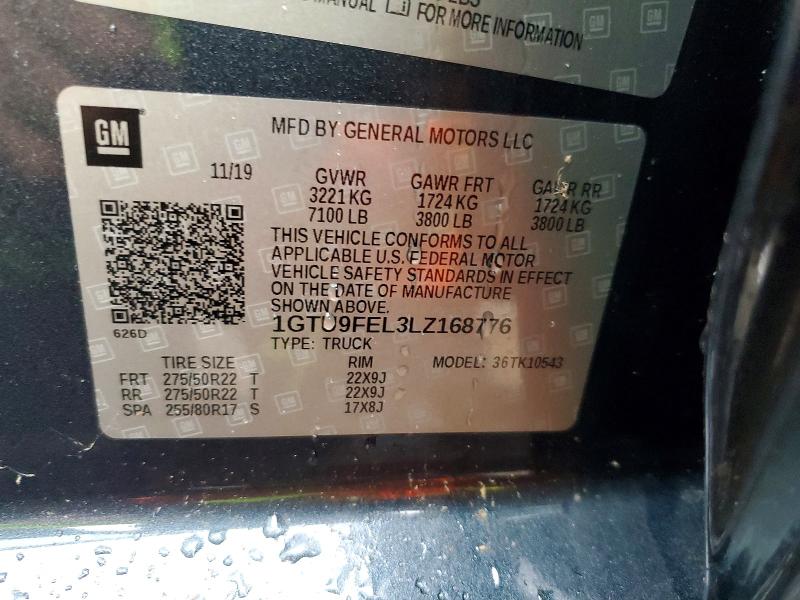 MANUAL FOR MORE INFORMATION
GM
MFD BY GENERAL MOTORS LLC
11/19
GVWR GAWR FRT GAWR RR
3221 KG 1724 KG 1724 KG
7100 LB 3800 LB 3800 LB
THIS VEHICLE CONFORMS TO ALL
APPLICABLE U.S. FEDERAL MOTOR
VEHICLE SAFETY STANDARDS IN EFFECT
ON THE DATE OF MANUFACTURE
SHOWN ABOVE.
1GTU9FEL3LZ168776
626D
TYPE: TRUCK
TIRE SIZE RIM MODEL: 36TK10543
FRT 275/50R22 T 22X9J
RR 275/50R22 T 22X9J
SPA 255/80R17 S 17X8J